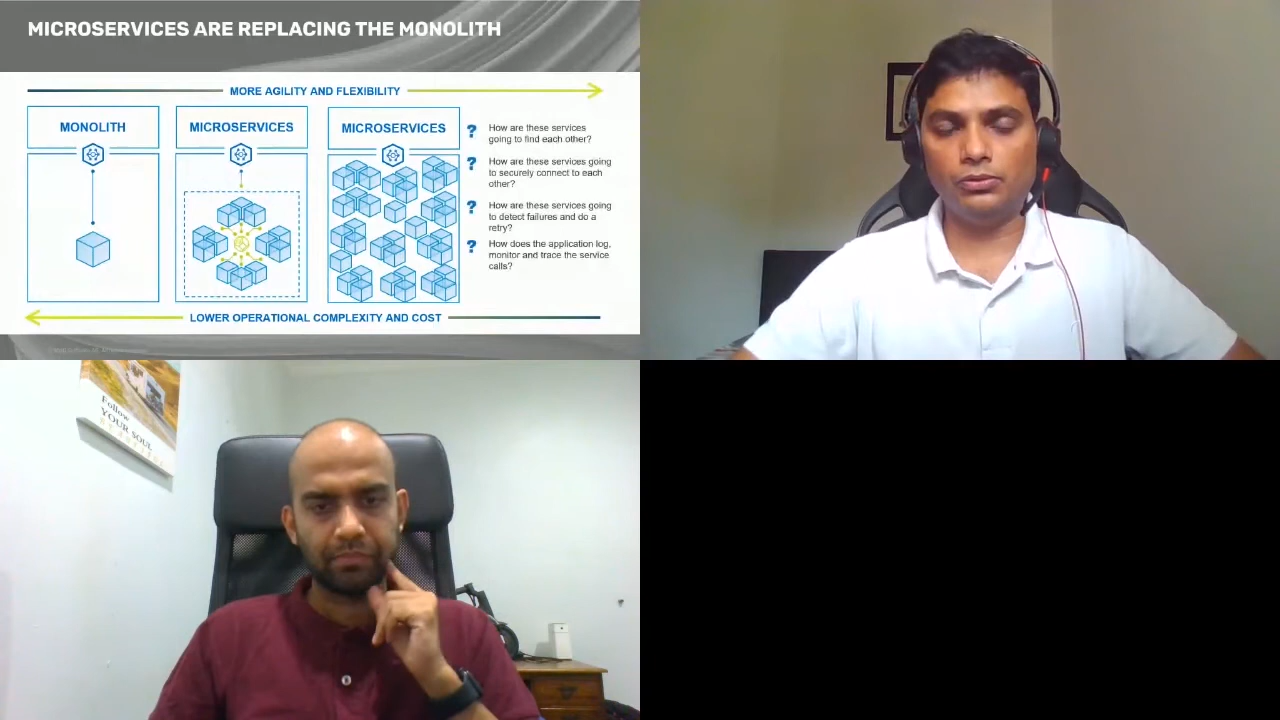 MICROSERVICES ARE REPLACING THE MONOLITH
MORE AGILITY AND FLEXIBILITY
MONOLITH
MICROSERVICES
MICROSERVICES
? How are these services
going to find each other?
? How are these services going
to securely connect to each
other?
? How are these services going
to detect failures and do a
retry?
? How does the application log,
monitor and trace the service
calls?
LOWER OPERATIONAL COMPLEXITY AND COST
Follow
YOUR SOUL